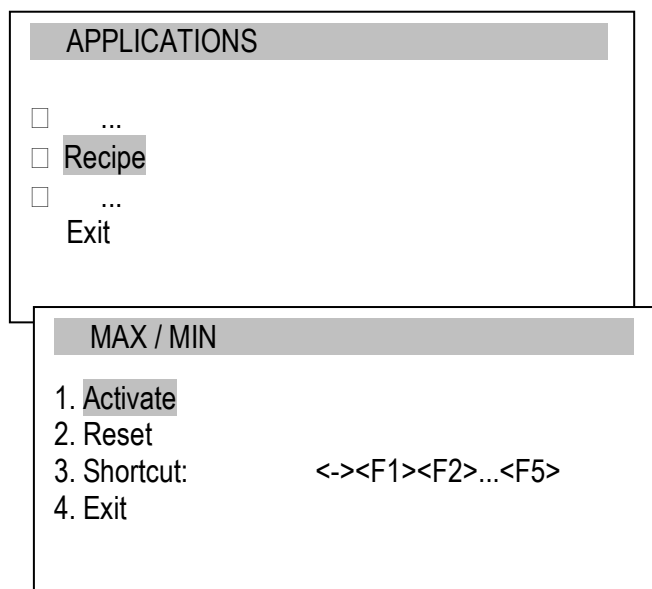 APPLICATIONS
□ ...
□ Recipe
□ ...
Exit
MAX / MIN
1. Activate
2. Reset
3. Shortcut: <-><F1><F2>...<F5>
4. Exit